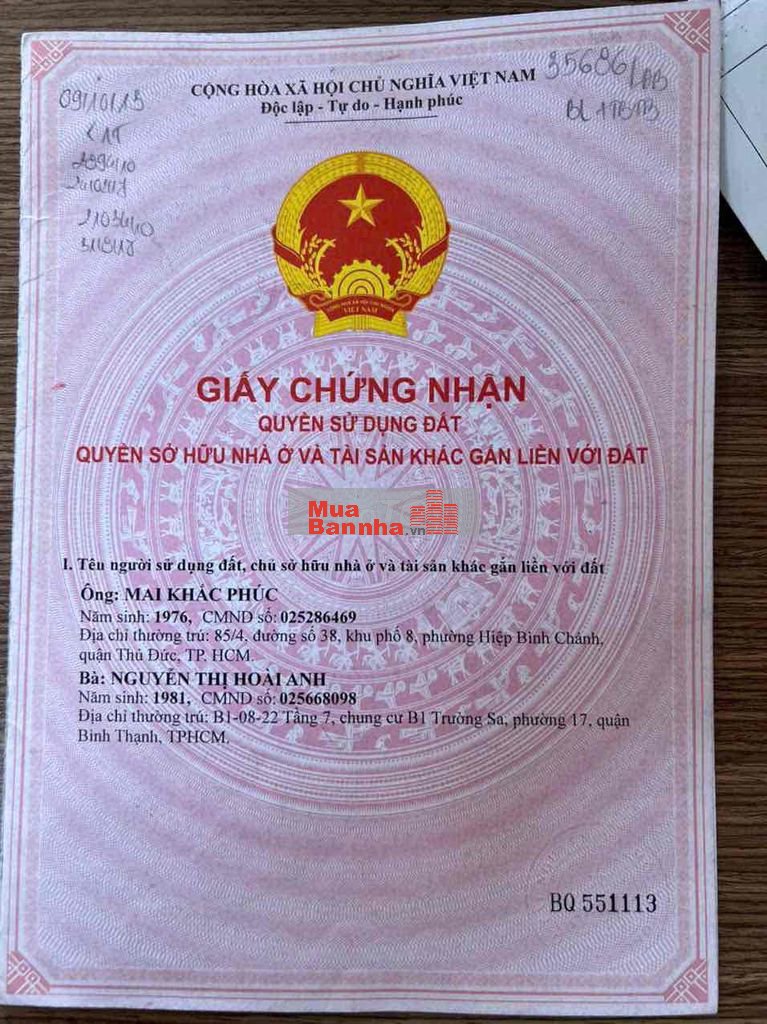 CỘNG HÒA XÃ HỘI CHỦ NGHĨA VIỆT NAM
Độc lập - Tự do - Hạnh phúc
35686/
VIỆT NAM
GIẤY CHỨNG NHẬN
QUYỀN SỬ DỤNG ĐẤT
QUYỀN SỞ HỮU NHÀ Ở VÀ TÀI SẢN KHÁC GẮN LIỀN VỚI ĐẤT
Mua
Bannha.vn
I. Tên người sử dụng đất, chủ sở hữu nhà ở và tài sản khác gắn liền với đất
Ông: MAI KHẮC PHÚC
Năm sinh: 1976, CMND số: 025286469
Địa chỉ thường trú: 85/4, đường số 38, khu phố 8, phường Hiệp Bình Chánh,
quận Thủ Đức, TP. HCM.
Bà: NGUYỄN THỊ HOÀI ANH
Năm sinh: 1981, CMND số: 025668098
Địa chỉ thường trú: B1-08-22 Tầng 7, chung cư B1 Trường Sa, phường 17, quận
Bình Thạnh, TPHCM.
BQ 551113